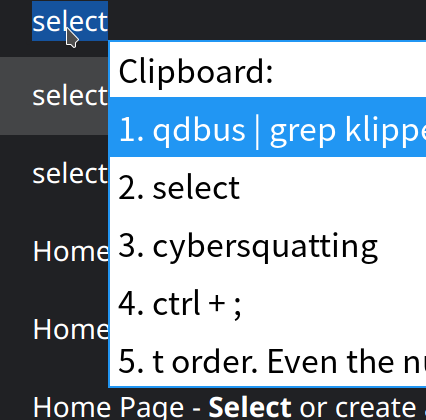 select
Clipboard:
select
1. qdbus | grep klippe
2. select
select
3. cybersquatting
Home
4. ctrl + ;
Home
5. t order. Even the nu
Home Page - Select or create